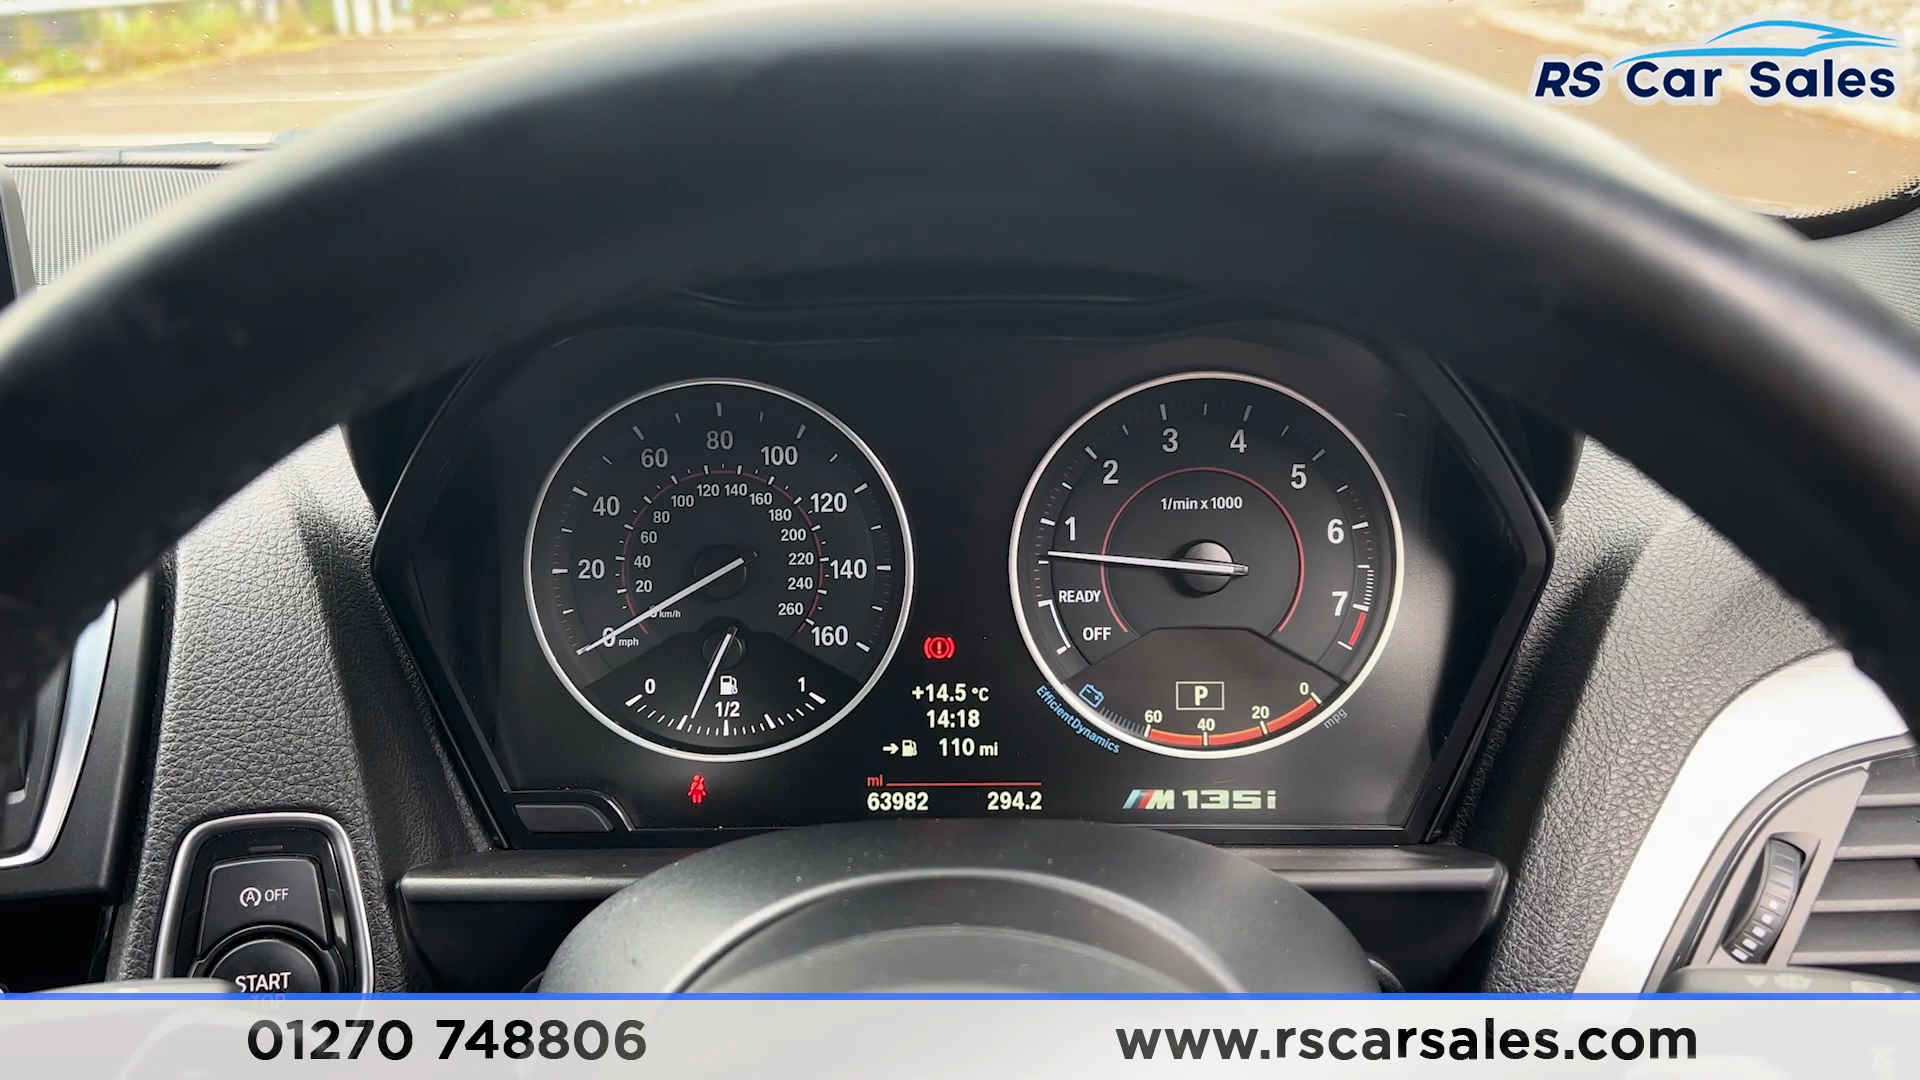 RS Car Sales
80
60
100
40
120
20
140
0 mph
160
120 140
100
160
80
180
60
200
40
220
20
240
km/h
260
0
1
1/2
3
4
2
5
1/min x 1000
1
6
READY
7
OFF
P
60
40
20
0
mpg
EfficientDynamics
+14.5 °C
14:18
110 mi
mi
63982 294.2
M135i
A OFF
START
STOP
01270 748806
www.rscarsales.com